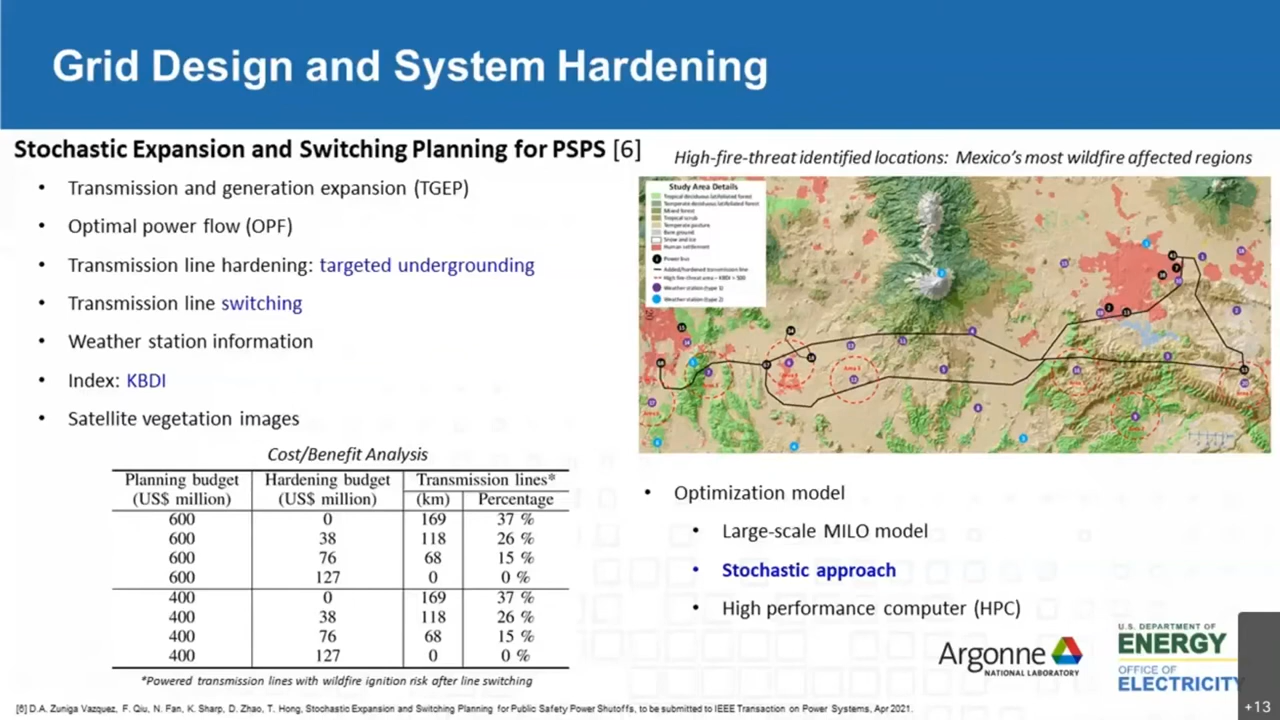 Grid Design and System Hardening
Stochastic Expansion and Switching Planning for PSPS [6]
• Transmission and generation expansion (TGEP)
• Optimal power flow (OPF)
• Transmission line hardening: targeted undergrounding
• Transmission line switching
• Weather station information
• Index: KBDI
• Satellite vegetation images
Cost/Benefit Analysis
Planning budget Hardening budget Transmission lines*
(US$ million) (US$ million) (km) Percentage
600 0 169 37 %
600 38 118 26 %
600 76 68 15 %
600 127 0 0 %
400 0 169 37 %
400 38 118 26 %
400 76 68 15 %
400 127 0 0 %
*Powered transmission lines with wildfire ignition risk after line switching
High-fire-threat identified locations: Mexico's most wildfire affected regions
Study Area Details
Tropical deciduous/subfoliated forest
Temperate deciduous/subfoliated forest
Mixed forest
Tropical scrub
Temperate pasture
Bare ground
Snow and ice
Human settlement
Power bus
Added/hardened transmission line
High fire-threat area – KBDI > 500
Weather station (type 1)
Weather station (type 2)
• Optimization model
• Large-scale MILO model
• Stochastic approach
• High performance computer (HPC)
Argonne
NATIONAL LABORATORY
U.S. DEPARTMENT OF
ENERGY
OFFICE OF
ELECTRICITY
[6] D.A. Zuniga Vazquez, F. Qiu, N. Fan, K. Sharp, D. Zhao, T. Hong, Stochastic Expansion and Switching Planning for Public Safety Power Shutoffs, to be submitted to IEEE Transaction on Power Systems, Apr 2021.
+13